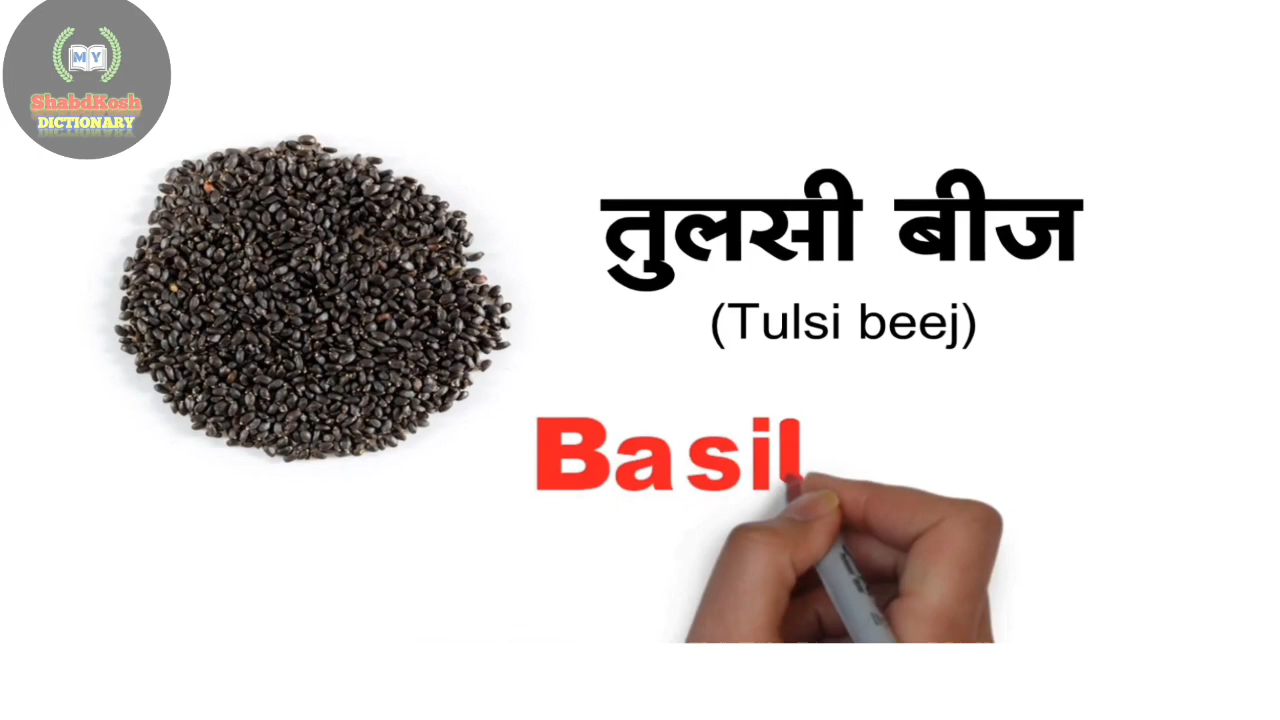 MY
ShabdKosh
DICTIONARY
तुलसी बीज
(Tulsi beej)
Basil